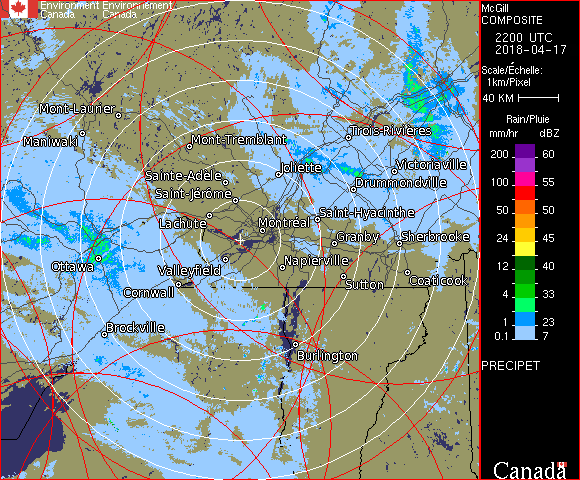 Environment Environnement
Canada Canada
McGill
COMPOSITE
2200 UTC
2018-04-17
Scale/Échelle:
1km/Pixel
40 KM
Rain/Pluie
mm/hr dBZ
200 60
100 55
50 50
24 45
12 40
4 33
1 23
0.1 7
PRECIPET
Canada
Mont-Laurier
Maniwaki
Mont-Tremblant
Trois-Rivières
Sainte-Adèle
Joliette
Victoriaville
Drummondville
Saint-Jérôme
Lachute
Montréal
Saint-Hyacinthe
Granby
Sherbrooke
Ottawa
Valleyfield
Napierville
Sutton
Coaticook
Cornwall
Brockville
Burlington